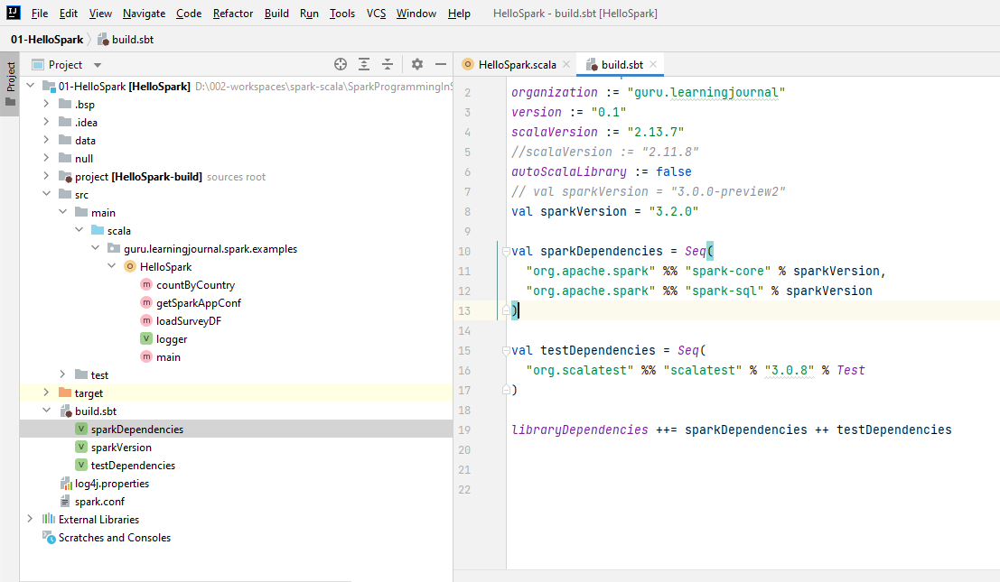 IJ File Edit View Navigate Code Refactor Build Run Tools VCS Window Help HelloSpark - build.sbt [HelloSpark]
01-HelloSpark build.sbt
Project
Project
HelloSpark.scala build.sbt
01-HelloSpark [HelloSpark] D:\002-workspaces\spark-scala\SparkProgrammingInS
.bsp
.idea
data
null
project [HelloSpark-build] sources root
src
main
scala
guru.learningjournal.spark.examples
O HelloSpark
m countByCountry
m getSparkAppConf
m loadSurveyDF
V logger
m main
test
target
build.sbt
V sparkDependencies
V sparkVersion
V testDependencies
log4j.properties
spark.conf
External Libraries
Scratches and Consoles
2 organization := "guru.learningjournal"
3 version := "0.1"
4 scalaVersion := "2.13.7"
5 //scalaVersion := "2.11.8"
6 autoScalaLibrary := false
7 // val sparkVersion = "3.0.0-preview2"
8 val sparkVersion = "3.2.0"
9
10 val sparkDependencies = Seq(
11 "org.apache.spark" %% "spark-core" % sparkVersion,
12 "org.apache.spark" %% "spark-sql" % sparkVersion
13 )
14
15 val testDependencies = Seq(
16 "org.scalatest" %% "scalatest" % "3.0.8" % Test
17 )
18
19 libraryDependencies ++= sparkDependencies ++ testDependencies
20
21
22